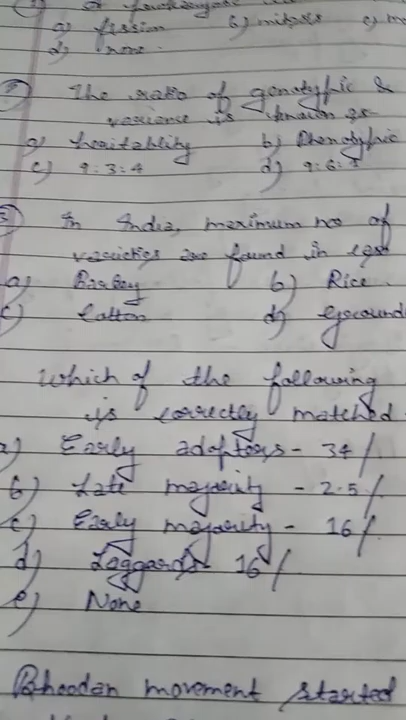 a) fission b) mitosis c)
d) none.
The ratio of genotypic &
variance is known as
a) heritability b) Phenotypic
c) 9:3:4 d) 9:6:1
In India, maximum no of
varieties are found in
a) b) Rice.
c) Cotton d) Ground
which of the following
is correctly matched
a) Early adopters - 34%
b) Late majority - 2.5%
c) Early majority - 16%
d) Laggards 16%
e) None
Bhoodan movement started